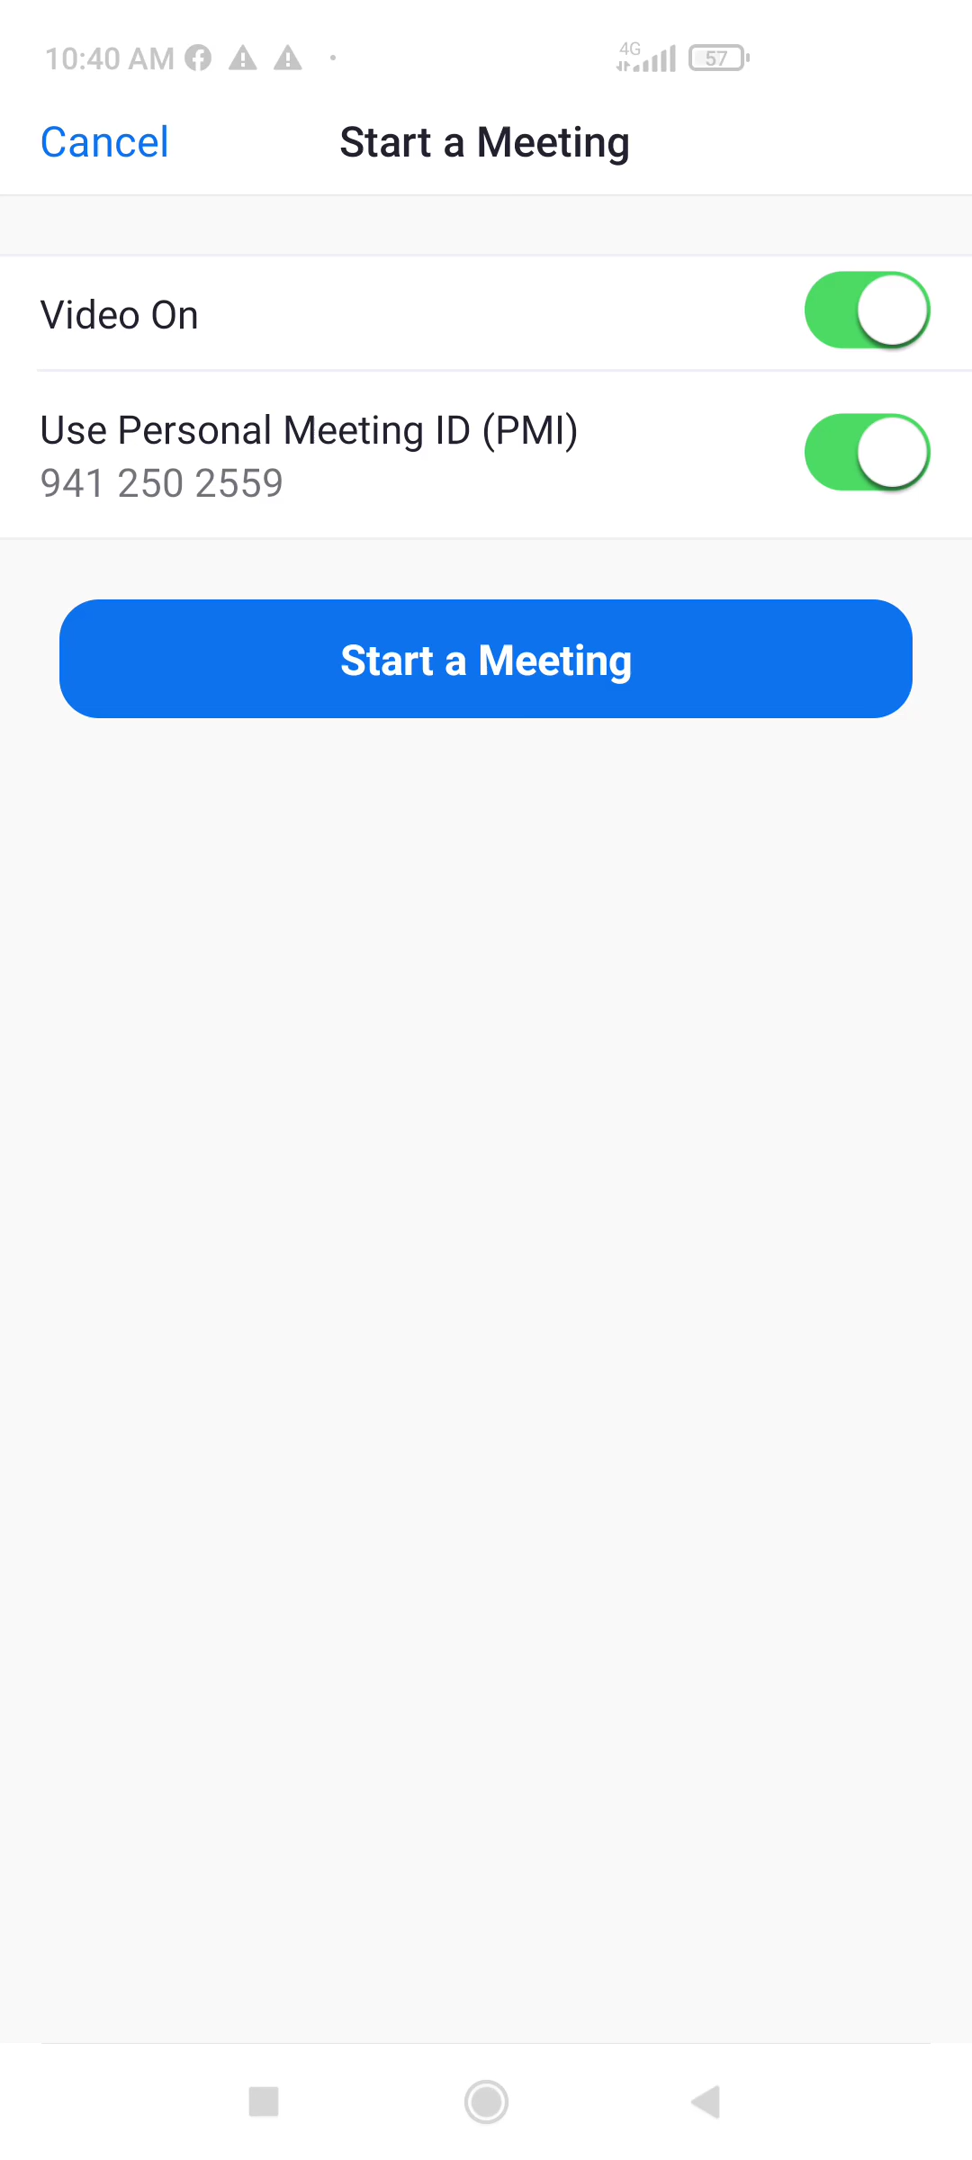 10:40 AM 4G 57
Cancel Start a Meeting
Video On
Use Personal Meeting ID (PMI)
941 250 2559
Start a Meeting